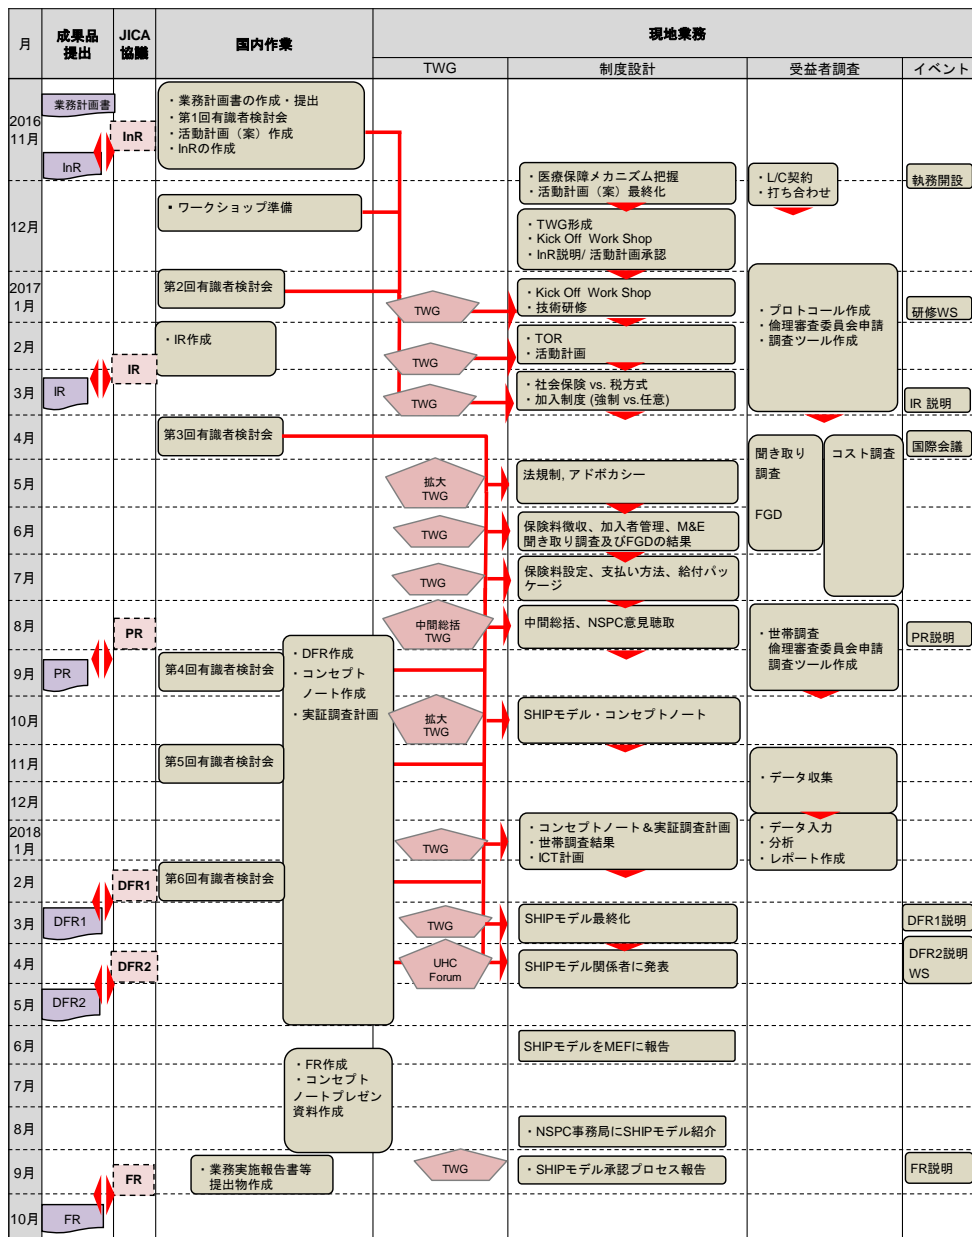 月
成果品
提出
JICA
協議
国内作業
現地業務
TWG
制度設計
受益者調査
イベント
2016
11月
業務計画書
InR
InR
・業務計画書の作成・提出
・第1回有識者検討会
・活動計画（案）作成
・InRの作成
・医療保障メカニズム把握
・活動計画（案）最終化
・L/C契約
・打ち合わせ
執務開設
12月
▪ ワークショップ準備
・TWG形成
・Kick Off Work Shop
・InR説明/ 活動計画承認
2017
1月
第2回有識者検討会
TWG
・Kick Off Work Shop
・技術研修
・プロトコール作成
・倫理審査委員会申請
・調査ツール作成
研修WS
2月
・IR作成
TWG
・TOR
・活動計画
3月
IR
IR
TWG
・社会保険 vs. 税方式
・加入制度 (強制 vs.任意)
IR 説明
4月
第3回有識者検討会
聞き取り
調査
FGD
コスト調査
国際会議
5月
拡大
TWG
法規制, アドボカシー
6月
TWG
保険料徴収、加入者管理、M&E
聞き取り調査及びFGDの結果
7月
TWG
保険料設定、支払い方法、給付パッ
ケージ
8月
PR
中間総括
TWG
中間総括、NSPC意見聴取
・世帯調査
倫理審査委員会申請
調査ツール作成
PR説明
9月
PR
第4回有識者検討会
・DFR作成
・コンセプト
ノート作成
・実証調査計画
10月
拡大
TWG
SHIPモデル・コンセプトノート
11月
第5回有識者検討会
・データ収集
12月
2018
1月
TWG
・コンセプトノート＆実証調査計画
・世帯調査結果
・ICT計画
・データ入力
・分析
・レポート作成
2月
DFR1
第6回有識者検討会
3月
DFR1
TWG
SHIPモデル最終化
DFR1説明
4月
DFR2
UHC
Forum
SHIPモデル関係者に発表
DFR2説明
WS
5月
DFR2
6月
SHIPモデルをMEFに報告
7月
・FR作成
・コンセプト
ノートプレゼン
資料作成
8月
・NSPC事務局にSHIPモデル紹介
9月
FR
・業務実施報告書等
提出物作成
TWG
・SHIPモデル承認プロセス報告
FR説明
10月
FR